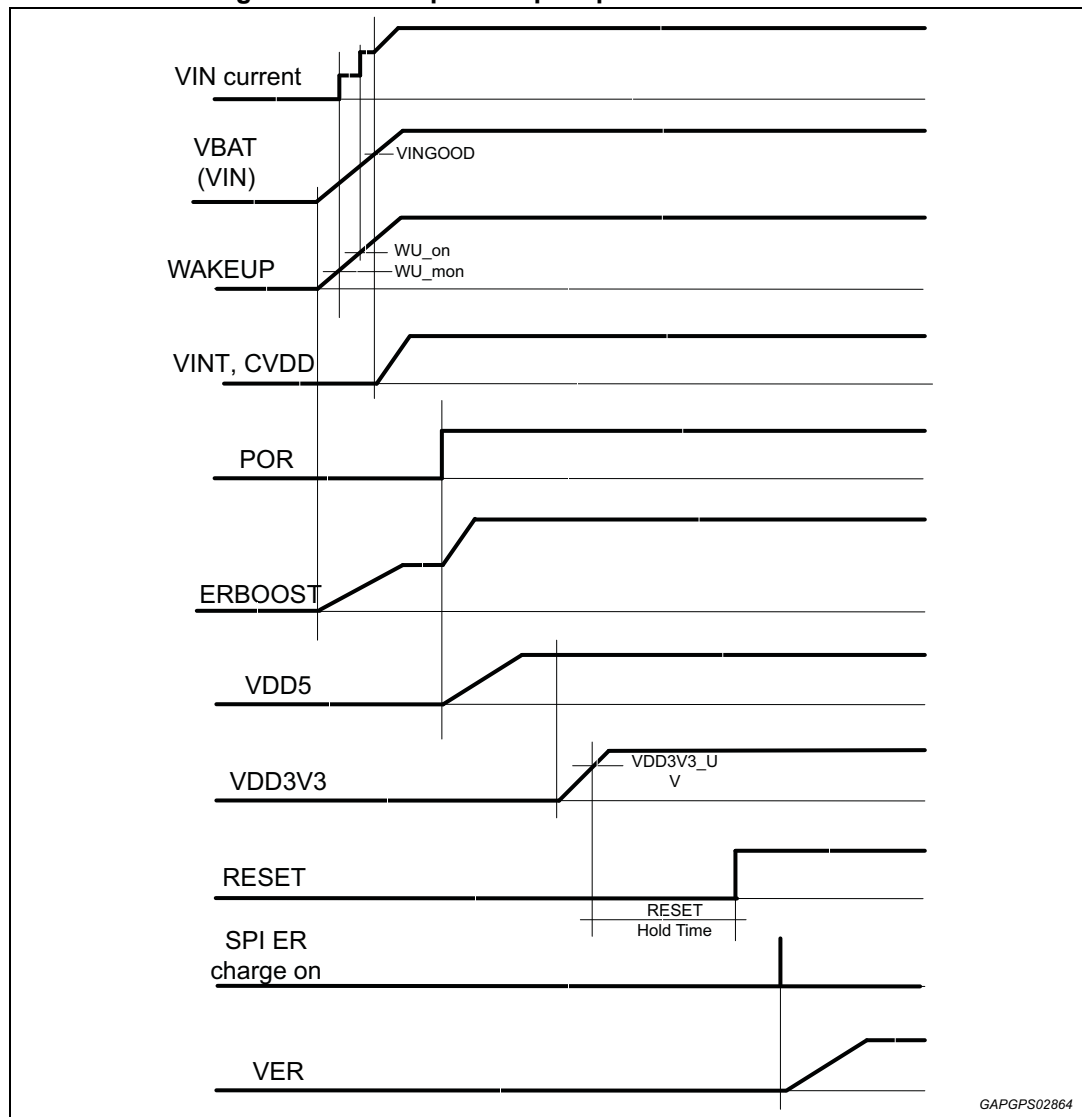 VIN current
VBAT
(VIN)
VINGOOD
WU_on
WU_mon
WAKEUP
VINT, CVDD
POR
ERBOOST
VDD5
VDD3V3_U
V
VDD3V3
RESET
RESET
Hold Time
SPI ER
charge on
VER
GAPGPS02864